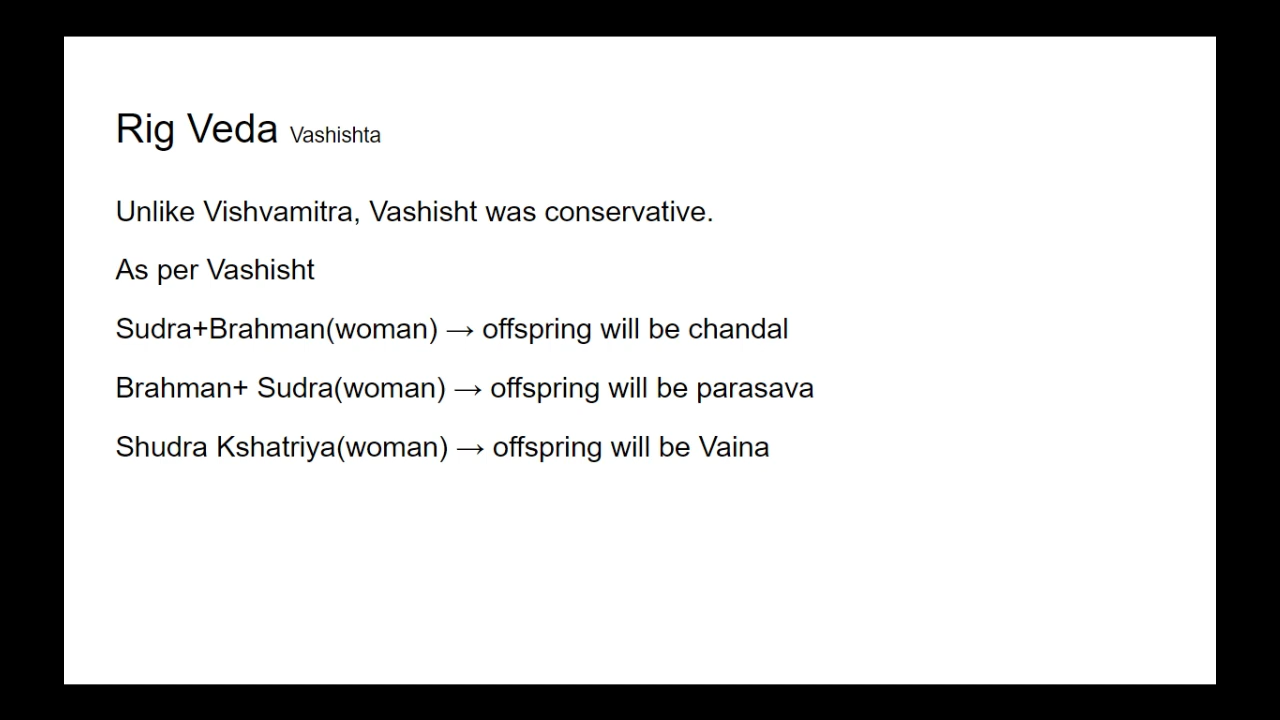 Rig Veda Vashishta
Unlike Vishvamitra, Vashisht was conservative.
As per Vashisht
Sudra+Brahman(woman) → offspring will be chandal
Brahman+ Sudra(woman) → offspring will be parasava
Shudra Kshatriya(woman) → offspring will be Vaina